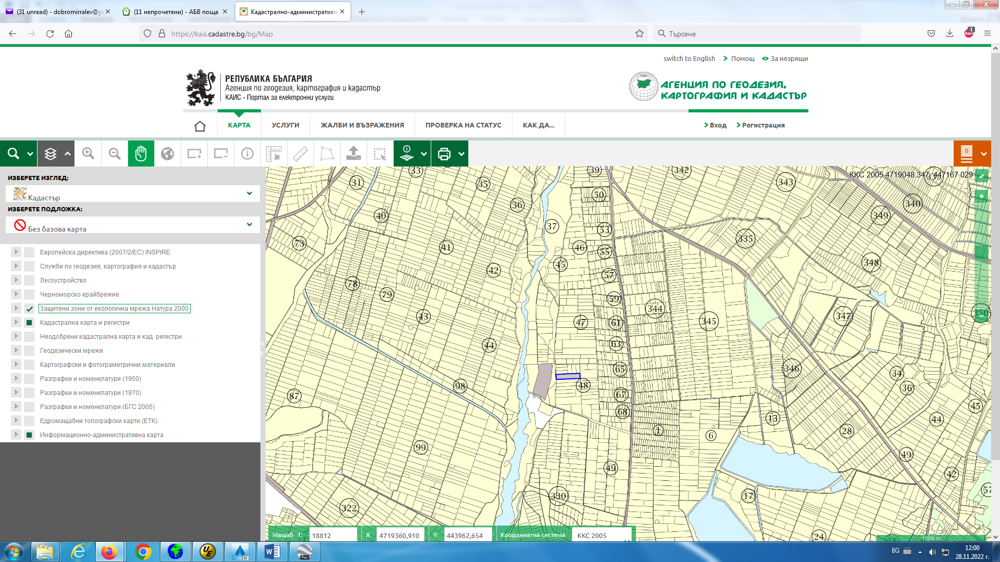 (31 unread) - dobromirralev@ya
(11 непрочетени) - АБВ поща
Кадастрално-административн
https://kais.cadastre.bg/bg/Map
Търсене
1
ABP
switch to English
Помощ
За незрящи
РЕПУБЛИКА БЪЛГАРИЯ
Агенция по геодезия, картография и кадастър
КАИС - Портал за електронни услуги
АГЕНЦИЯ ПО ГЕОДЕЗИЯ,
КАРТОГРАФИЯ И КАДАСТЪР
КАРТА
УСЛУГИ
ЖАЛБИ И ВЪЗРАЖЕНИЯ
ПРОВЕРКА НА СТАТУС
КАК ДА...
Вход
Регистрация
0
ИЗБЕРЕТЕ ИЗГЛЕД:
Кадастър
ИЗБЕРЕТЕ ПОДЛОЖКА:
Без базова карта
Европейска директива (2007/2/ЕС) INSPIRE
Служби по геодезия, картография и кадастър
Лесоустройство
Черноморско крайбрежие
Защитени зони от екологична мрежа Натура 2000
Кадастрална карта и регистри
Неодобрени кадастрална карта и кад. регистри
Геодезически мрежи
Картографски и фотограметрични материали
Разграфки и номенклатури (1950)
Разграфки и номенклатури (1970)
Разграфки и номенклатури (БГС 2005)
Едромащабни топографски карти (ЕТК)
Информационно-административна карта
ККС 2005 4719048.347, 447167.029
33
39
342
31
35
343
50
36
340
40
349
37
53
335
73
41
46
55
45
348
42
57
78
79
59
344
350
43
345
347
47
61
44
63
65
346
34
98
48
36
87
67
45
68
13
44
1
28
6
99
49
49
42
330
17
57
322
24
Мащаб 1: 18812
X 4719360,910
Y 443962,654
Координатна система ККС 2005
1000 m
BG
12:00
28.11.2022 г.